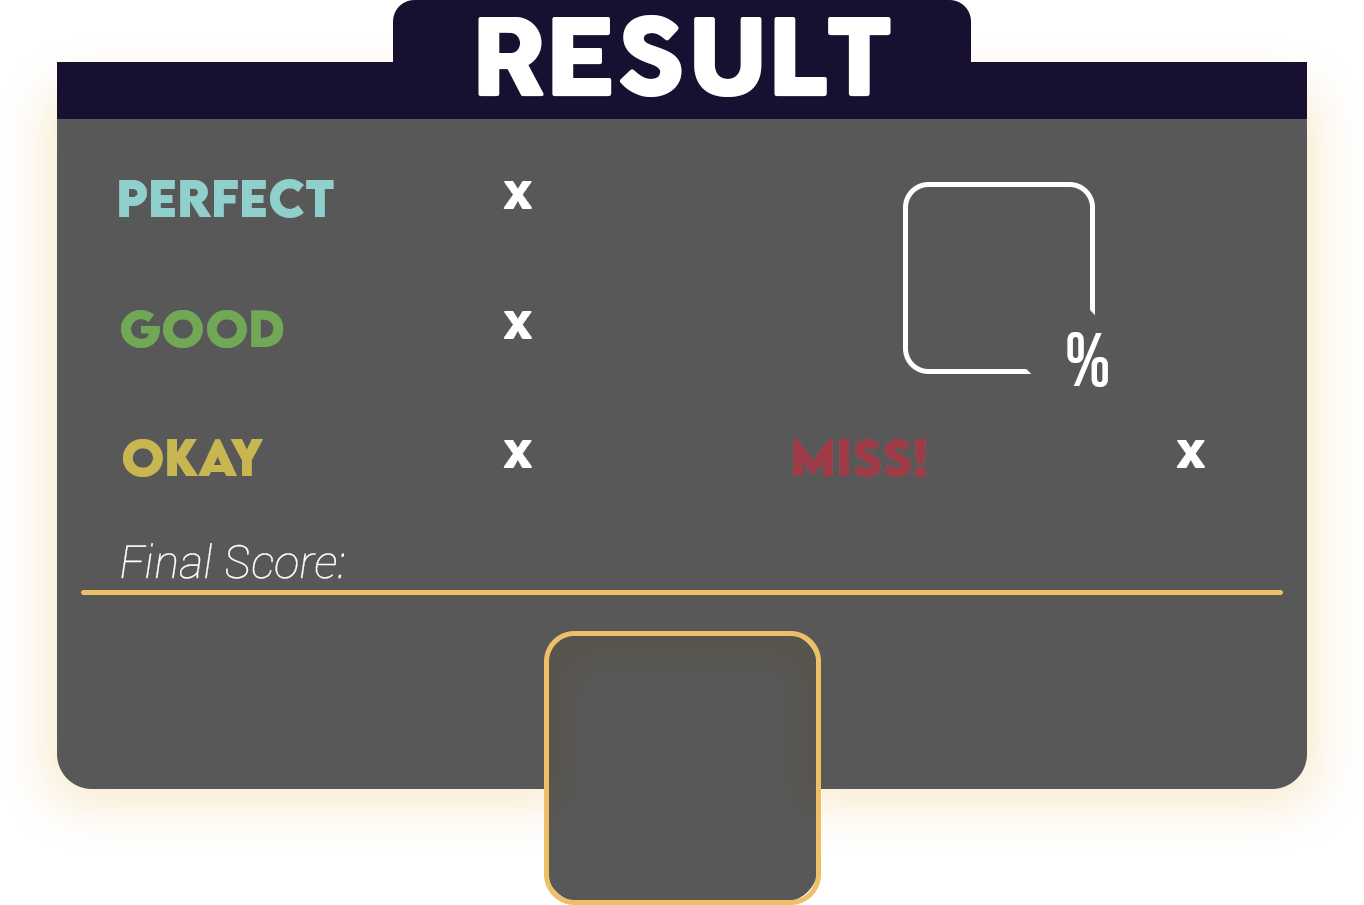 RESULT
PERFECT x
%
GOOD x
OKAY x
MISS! x
Final Score: